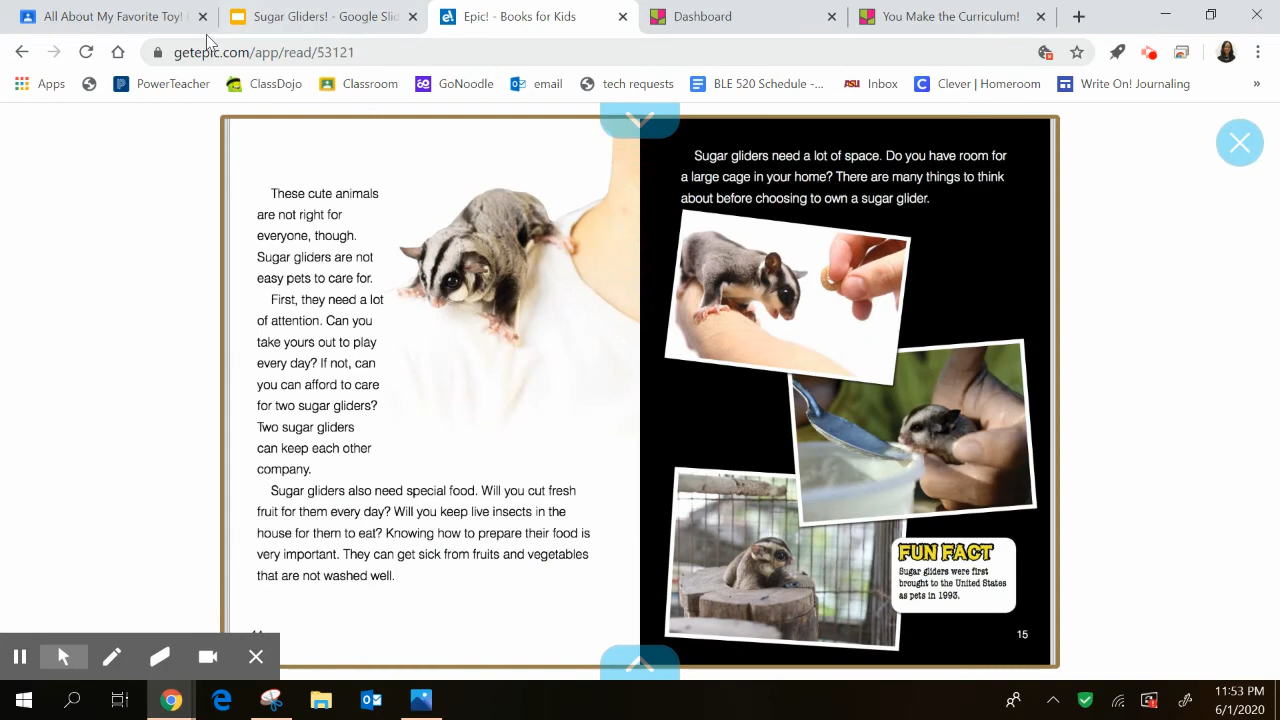 All About My Favorite!
Sugar Gliders! - Google Sli
Epic! - Books for Kids
Dashboard
You Make the Curriculum!
getepic.com/app/read/53121
Apps
PowerTeacher
ClassDojo
Classroom
GoNoodle
email
tech requests
BLE 520 Schedule -...
ASU Inbox
Clever | Homeroom
Write On! Journaling
»
These cute animals
are not right for
everyone, though.
Sugar gliders are not
easy pets to care for.
First, they need a lot
of attention. Can you
take yours out to play
every day? If not, can
you can afford to care
for two sugar gliders?
Two sugar gliders
can keep each other
company.
Sugar gliders also need special food. Will you cut fresh
fruit for them every day? Will you keep live insects in the
house for them to eat? Knowing how to prepare their food is
very important. They can get sick from fruits and vegetables
that are not washed well.
Sugar gliders need a lot of space. Do you have room for
a large cage in your home? There are many things to think
about before choosing to own a sugar glider.
FUN FACT
Sugar gliders were first
brought to the United States
as pets in 1993.
15
11:53 PM
6/1/2020